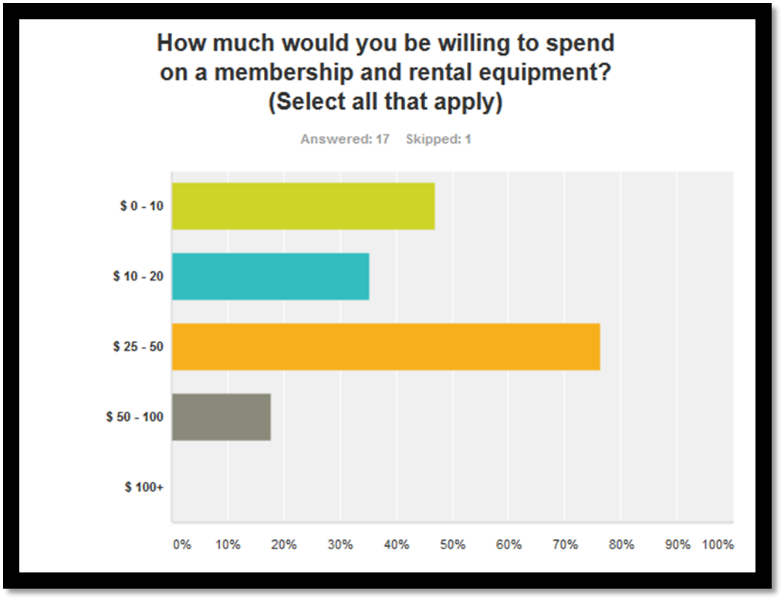 How much would you be willing to spend
on a membership and rental equipment?
(Select all that apply)
Answered: 17 Skipped: 1
$ 0 - 10
$ 10 - 20
$ 25 - 50
$ 50 - 100
$ 100+
0% 10% 20% 30% 40% 50% 60% 70% 80% 90% 100%